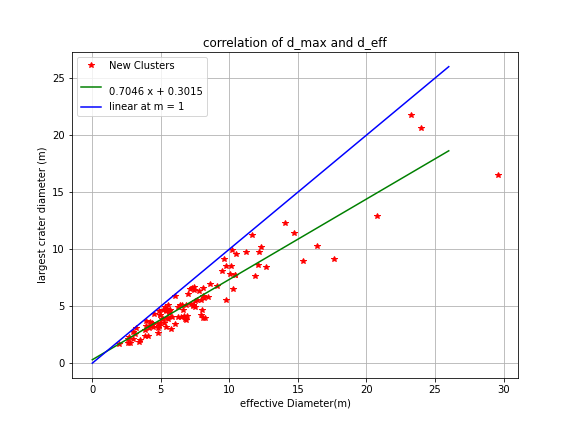 correlation of d_max and d_eff
New Clusters
0.7046 x + 0.3015
linear at m = 1
largest crater diameter (m)
25
20
15
10
5
0
0 5 10 15 20 25 30
effective Diameter(m)